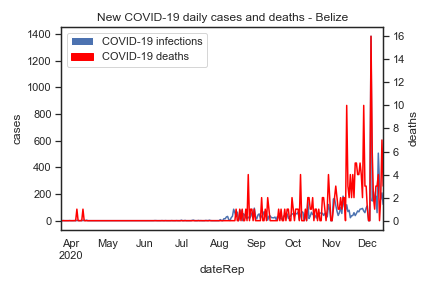 New COVID-19 daily cases and deaths - Belize
COVID-19 infections
COVID-19 deaths
1400
1200
1000
800
600
400
200
0
cases
16
14
12
10
8
6
4
2
0
deaths
Apr May Jun Jul Aug Sep Oct Nov Dec
2020
dateRep